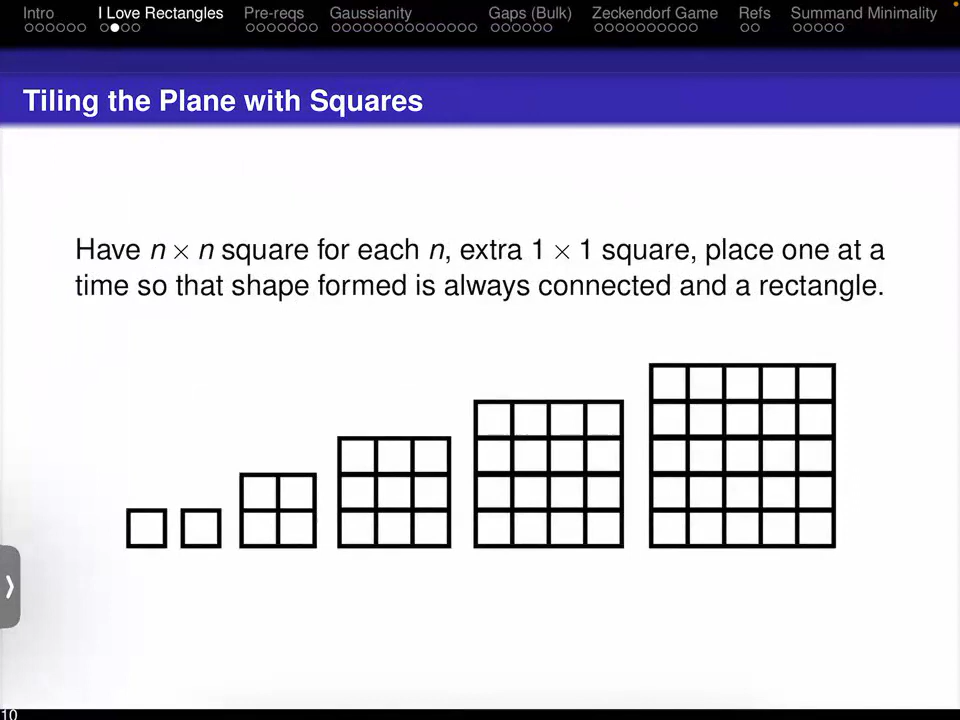 Intro I Love Rectangles Pre-reqs Gaussianity Gaps (Bulk) Zeckendorf Game Refs Summand Minimality
Tiling the Plane with Squares
Have n × n square for each n, extra 1 × 1 square, place one at a
time so that shape formed is always connected and a rectangle.
10